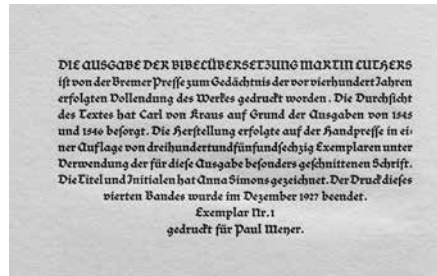 DIE AUSGABE DER BIBELÜBERSETZUNG MARTIN LUTHERS
ist von der Bremer Presse zum Gedächtnis der vor vierhundert Jahren
erfolgten Vollendung des Werkes gedruckt worden. Die Durchsicht
des Textes hat Carl von Kraus auf Grund der Ausgaben von 1545
und 1546 besorgt. Die Herstellung erfolgte auf der Handpresse in ei-
ner Auflage von dreihundertundfünfundsechzig Exemplaren unter
Verwendung der für diese Ausgabe besonders geschnittenen Schrift.
Die Titel und Initialen hat Anna Simons gezeichnet. Der Druck dieses
vierten Bandes wurde im Dezember 1927 beendet.
Exemplar Nr. 1
gedruckt für Paul Meyer.